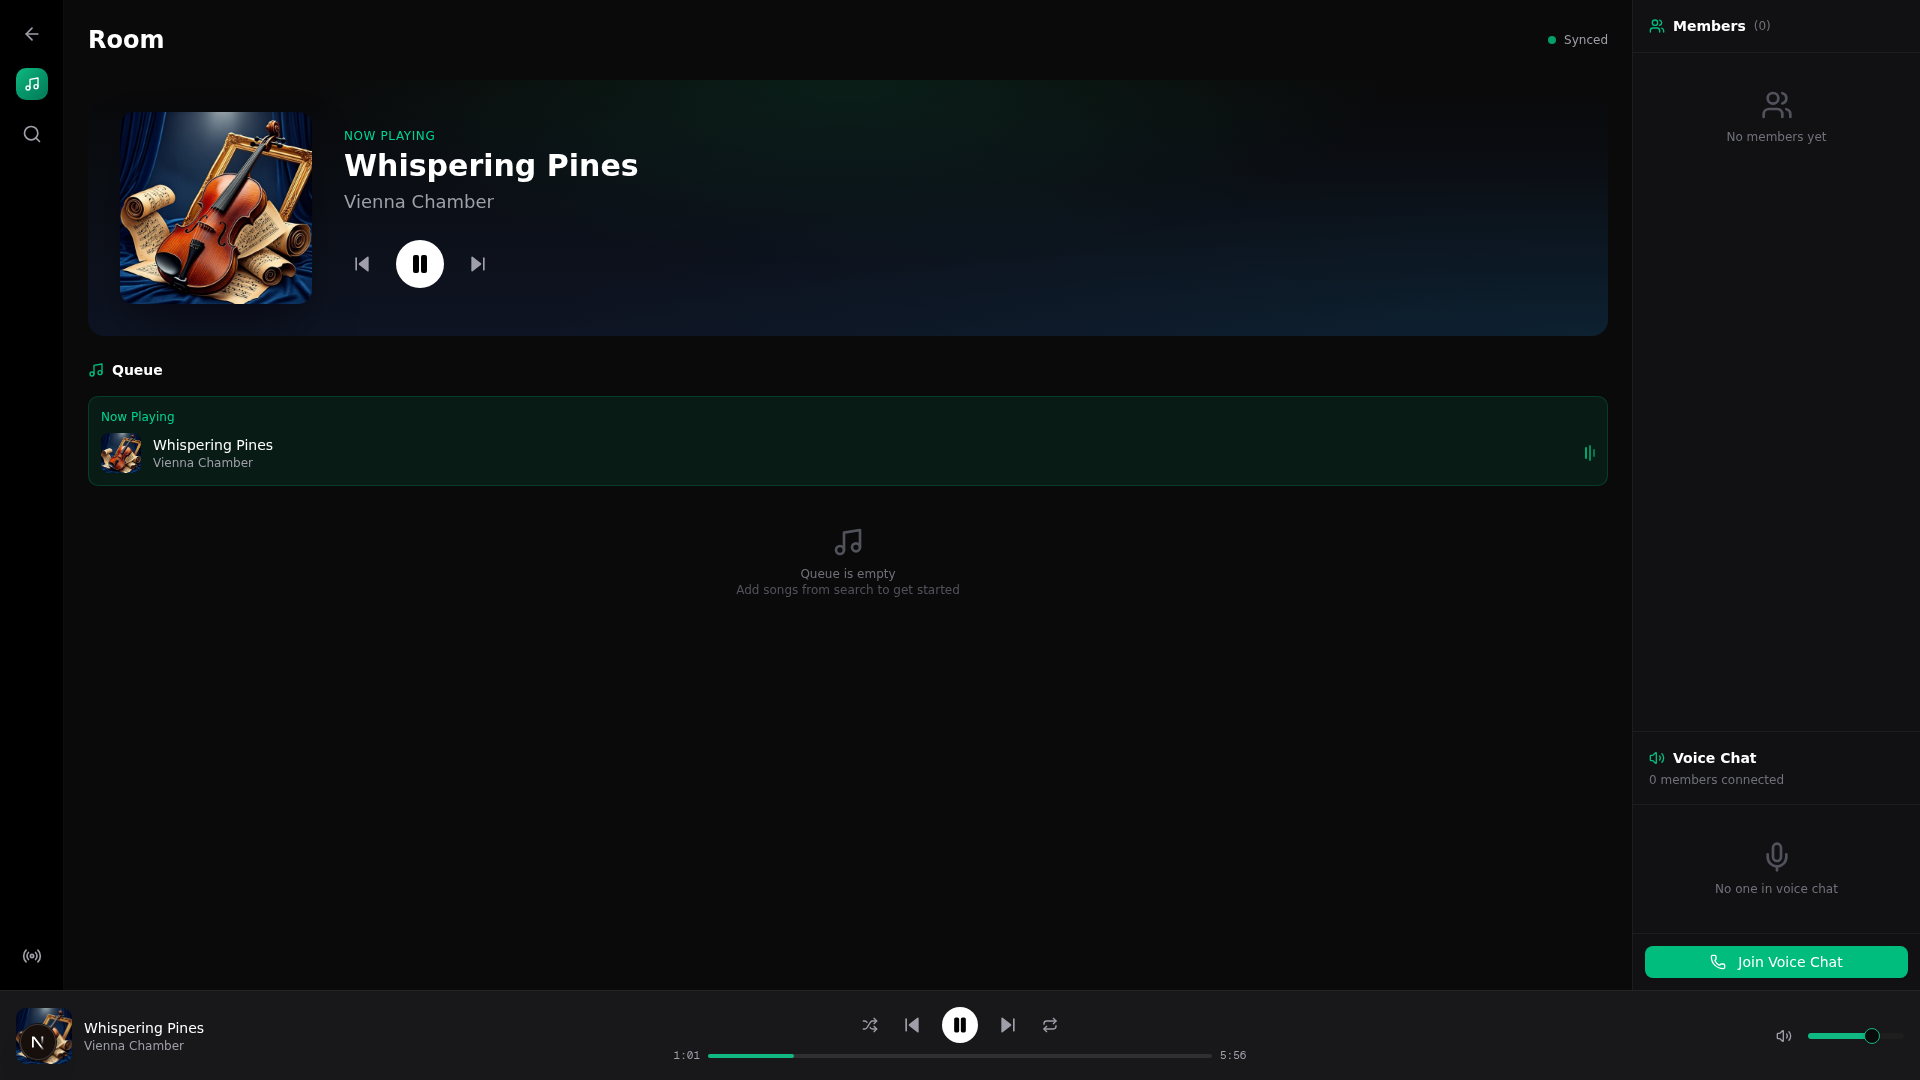 Room
Synced
NOW PLAYING
Whispering Pines
Vienna Chamber
Queue
Now Playing
Whispering Pines
Vienna Chamber
Queue is empty
Add songs from search to get started
Members (0)
No members yet
Voice Chat
0 members connected
No one in voice chat
Join Voice Chat
N
Whispering Pines
Vienna Chamber
1:01
5:56